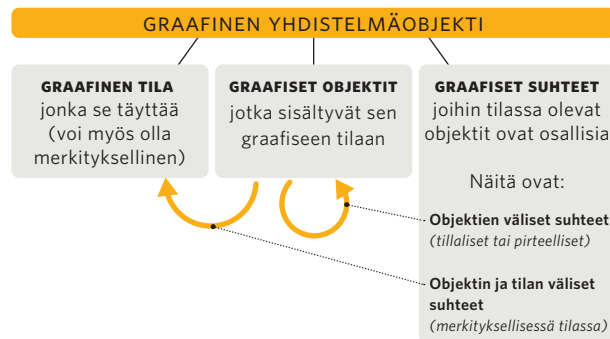 GRAAFINEN YHDISTELMÄOBJEKTI
GRAAFINEN TILA
jonka se täyttää
(voi myös olla
merkityksellinen)
GRAAFISET OBJEKTIT
jotka sisältyvät sen
graafiseen tilaan
GRAAFISET SUHTEET
joihin tilassa olevat
objektit ovat osallisia
Näitä ovat:
Objektien väliset suhteet
(tillaliset tai pirteelliset)
Objektin ja tilan väliset
suhteet
(merkityksellisessä tilassa)